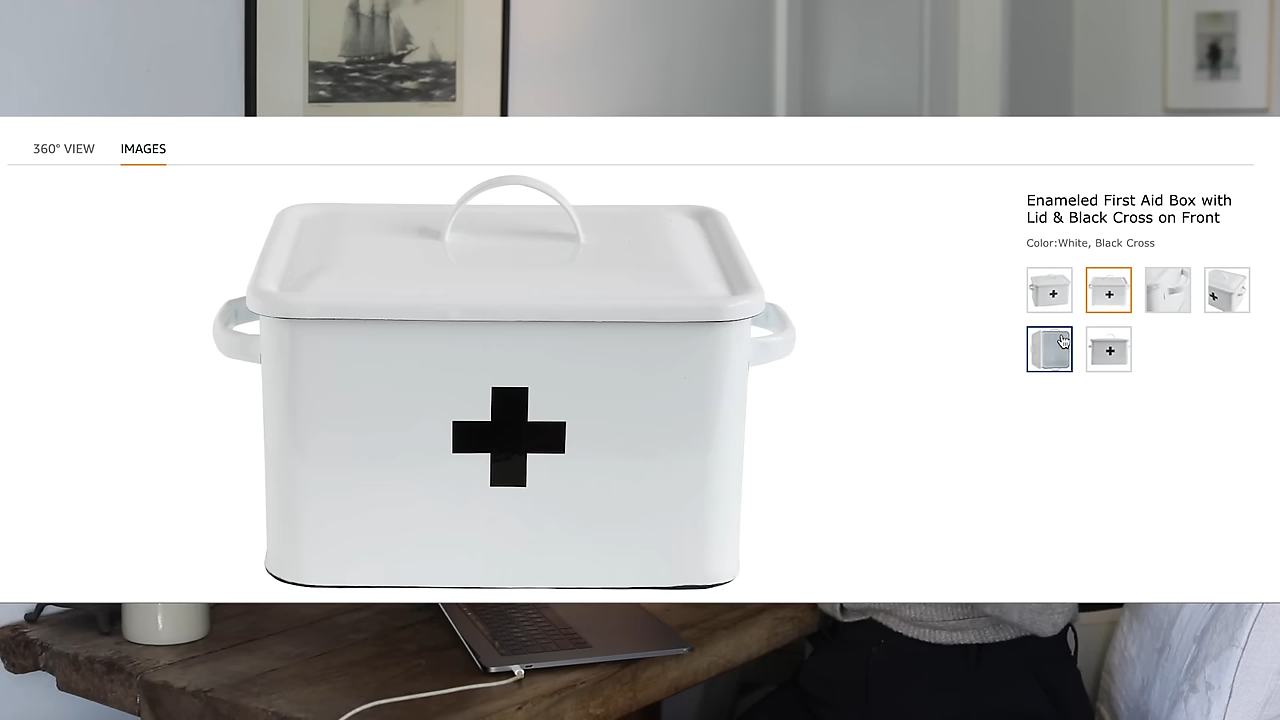 360° VIEW
IMAGES
Enameled First Aid Box with
Lid & Black Cross on Front
Color:White, Black Cross